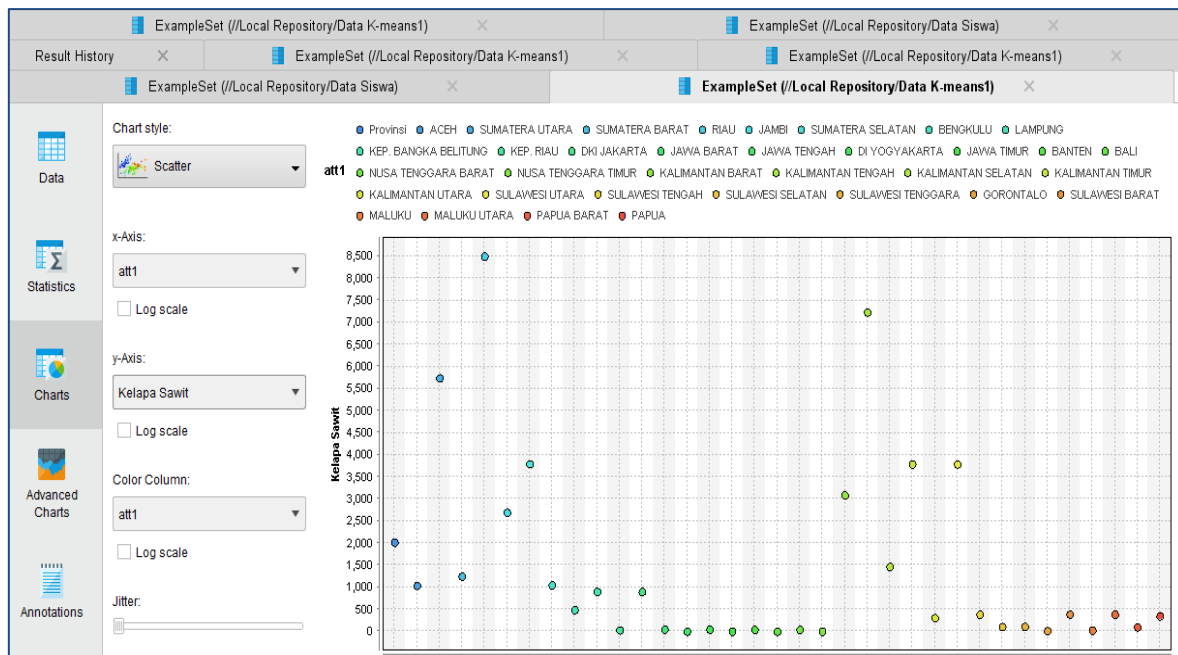 ExampleSet (//Local Repository/Data K-means1) ExampleSet (//Local Repository/Data Siswa)
Result History ExampleSet (//Local Repository/Data K-means1) ExampleSet (//Local Repository/Data K-means1)
ExampleSet (//Local Repository/Data Siswa) ExampleSet (//Local Repository/Data K-means1)
Data
Statistics
Charts
Advanced
Charts
Annotations
Chart style:
Scatter
x-Axis:
att1
Log scale
y-Axis:
Kelapa Sawit
Log scale
Color Column:
att1
Log scale
Jitter:
att1
Provinsi ACEH SUMATERA UTARA SUMATERA BARAT RIAU JAMBI SUMATERA SELATAN BENGKULU LAMPUNG
KEP. BANGKA BELITUNG KEP. RIAU DKI JAKARTA JAWA BARAT JAWA TENGAH DI YOGYAKARTA JAWA TIMUR BANTEN BALI
NUSA TENGGARA BARAT NUSA TENGGARA TIMUR KALIMANTAN BARAT KALIMANTAN TENGAH KALIMANTAN SELATAN KALIMANTAN TIMUR
KALIMANTAN UTARA SULAWESI UTARA SULAWESI TENGAH SULAWESI SELATAN SULAWESI TENGGARA GORONTALO SULAWESI BARAT
MALUKU MALUKU UTARA PAPUA BARAT PAPUA
Kelapa Sawit
8,500
8,000
7,500
7,000
6,500
6,000
5,500
5,000
4,500
4,000
3,500
3,000
2,500
2,000
1,500
1,000
500
0